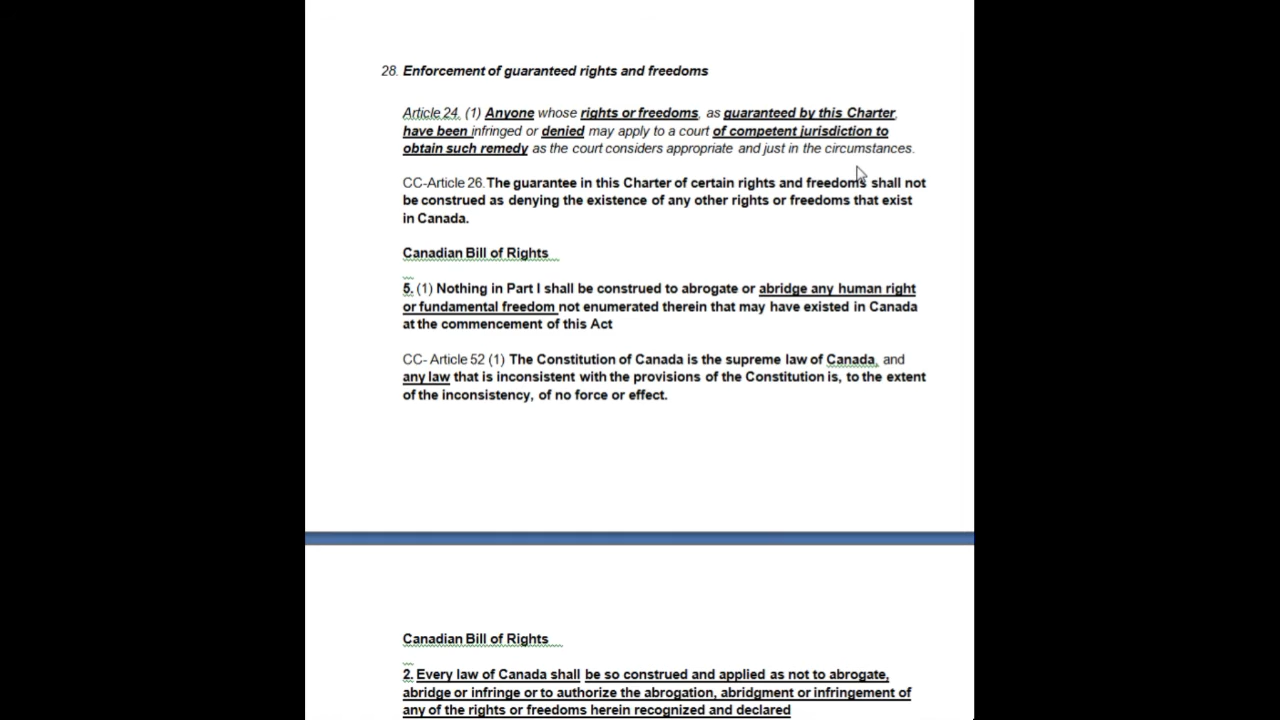 28. Enforcement of guaranteed rights and freedoms
Article 24. (1) Anyone whose rights or freedoms, as guaranteed by this Charter,
have been infringed or denied may apply to a court of competent jurisdiction to
obtain such remedy as the court considers appropriate and just in the circumstances.
CC-Article 26.The guarantee in this Charter of certain rights and freedoms shall not
be construed as denying the existence of any other rights or freedoms that exist
in Canada.
Canadian Bill of Rights
5. (1) Nothing in Part I shall be construed to abrogate or abridge any human right
or fundamental freedom not enumerated therein that may have existed in Canada
at the commencement of this Act
CC- Article 52 (1) The Constitution of Canada is the supreme law of Canada, and
any law that is inconsistent with the provisions of the Constitution is, to the extent
of the inconsistency, of no force or effect.
Canadian Bill of Rights
2. Every law of Canada shall be so construed and applied as not to abrogate,
abridge or infringe or to authorize the abrogation, abridgment or infringement of
any of the rights or freedoms herein recognized and declared